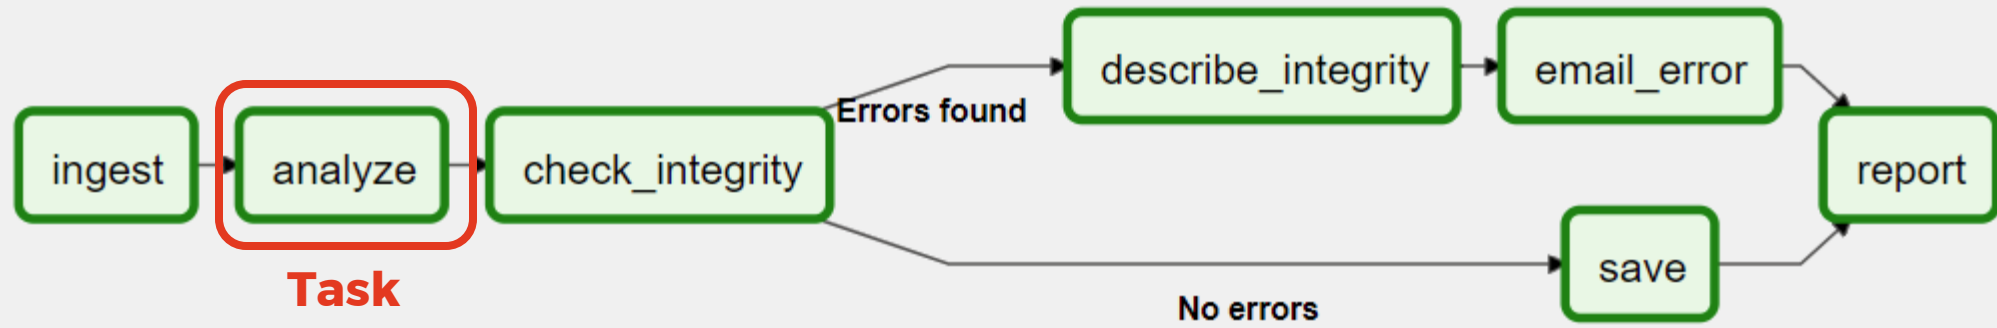 ingest
analyze
Task
check_integrity
Errors found
describe_integrity
email_error
No errors
save
report